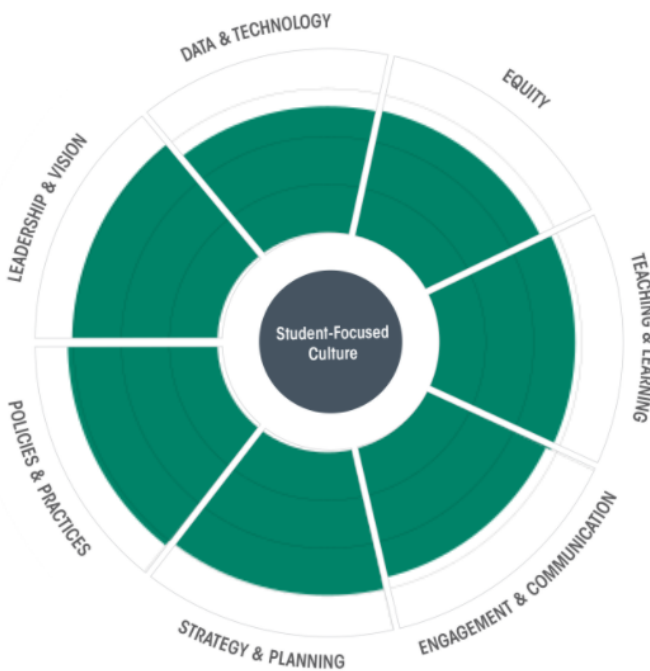 DATA & TECHNOLOGY
EQUITY
LEADERSHIP & VISION
TEACHING & LEARNING
Student-Focused
Culture
POLICIES & PRACTICES
ENGAGEMENT & COMMUNICATION
STRATEGY & PLANNING